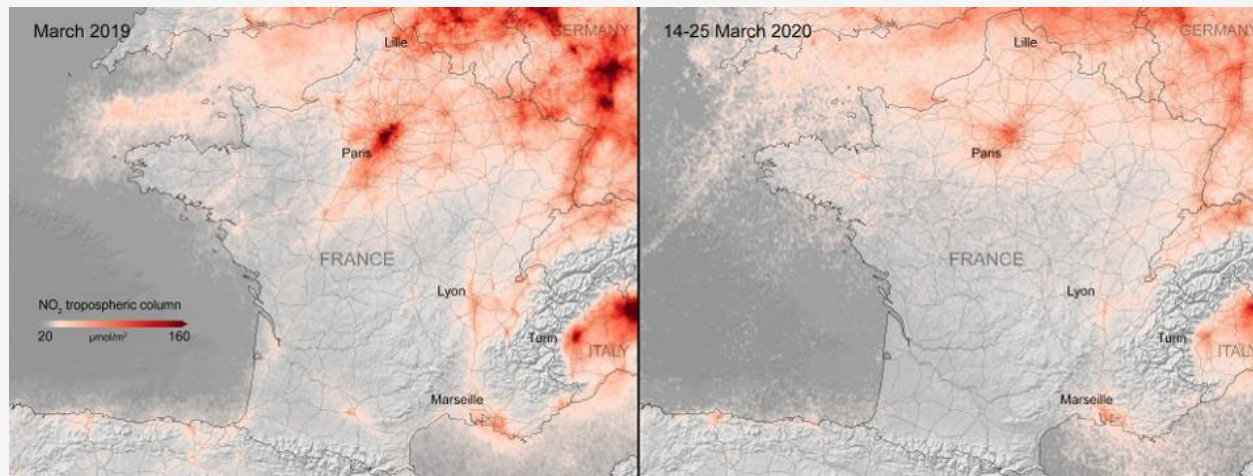 March 2019
GERMANY
Lille
Paris
FRANCE
Lyon
NO₂ tropospheric column
20 µmol/m² 160
Turin
ITALY
Marseille
14-25 March 2020
GERMANY
Lille
Paris
FRANCE
Lyon
Turin
ITALY
Marseille